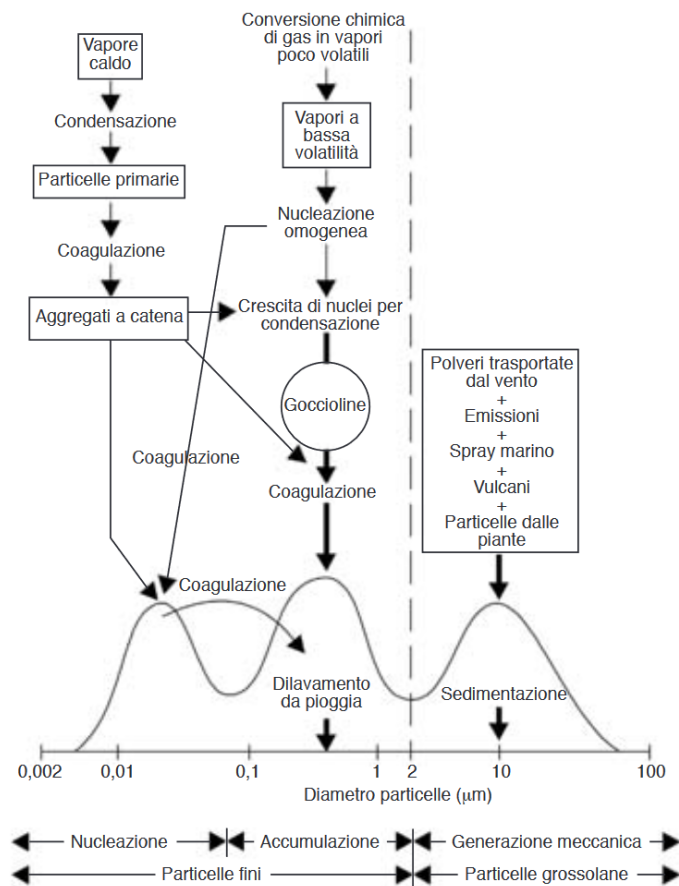 Vapore
caldo
Condensazione
Particelle primarie
Coagulazione
Aggregati a catena
Conversione chimica
di gas in vapori
poco volatili
Vapori a
bassa
volatilità
Nucleazione
omogenea
Crescita di nuclei per
condensazione
Goccioline
Coagulazione
Coagulazione
Coagulazione
Polveri trasportate
dal vento
+
Emissioni
+
Spray marino
+
Vulcani
+
Particelle dalle
piante
Dilavamento
da pioggia
Sedimentazione
0,002 0,01 0,1 1 2 10 100
Diametro particelle (μm)
Nucleazione Accumulazione Generazione meccanica
Particelle fini Particelle grossolane